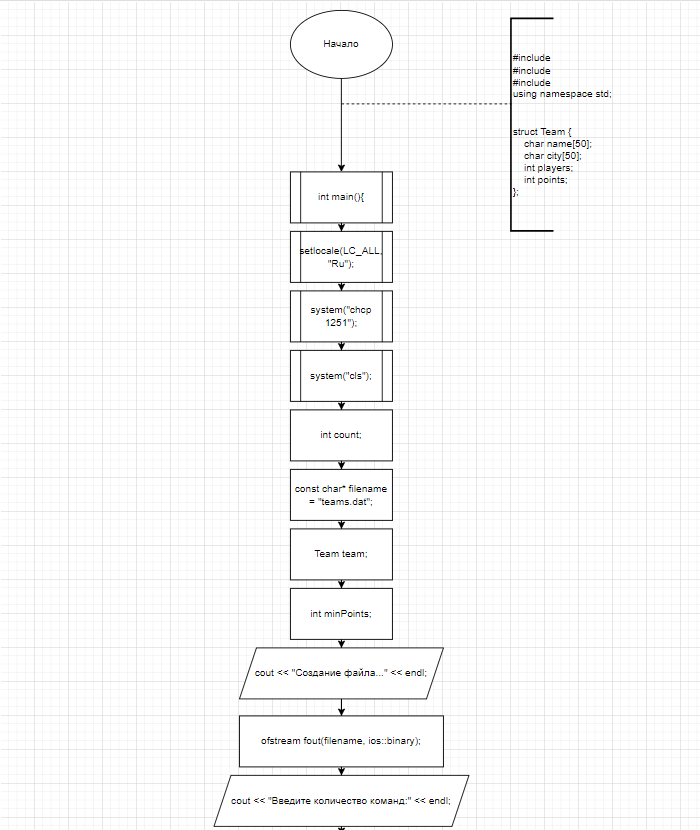 Начало
#include
#include
#include
using namespace std;
struct Team {
char name[50];
char city[50];
int players;
int points;
};
int main(){
setlocale(LC_ALL,
"Ru");
system("chcp
1251");
system("cls");
int count;
const char* filename
= "teams.dat";
Team team;
int minPoints;
cout << "Создание файла..." << endl;
ofstream fout(filename, ios::binary);
cout << "Введите количество команд:" << endl;